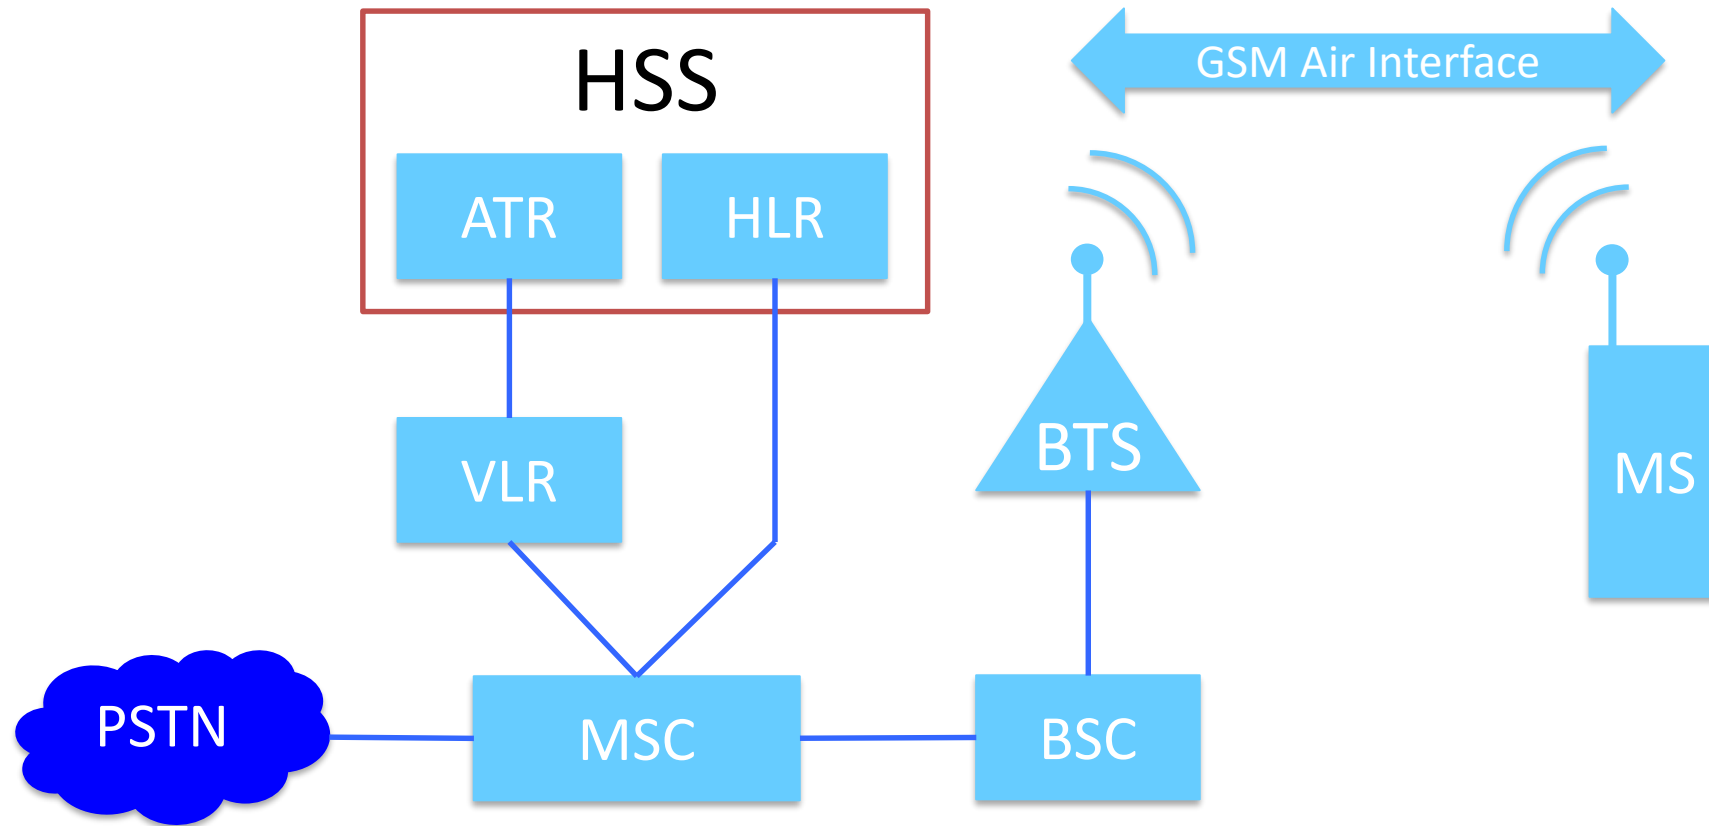 HSS
GSM Air Interface
ATR
HLR
BTS
VLR
MS
PSTN
MSC
BSC